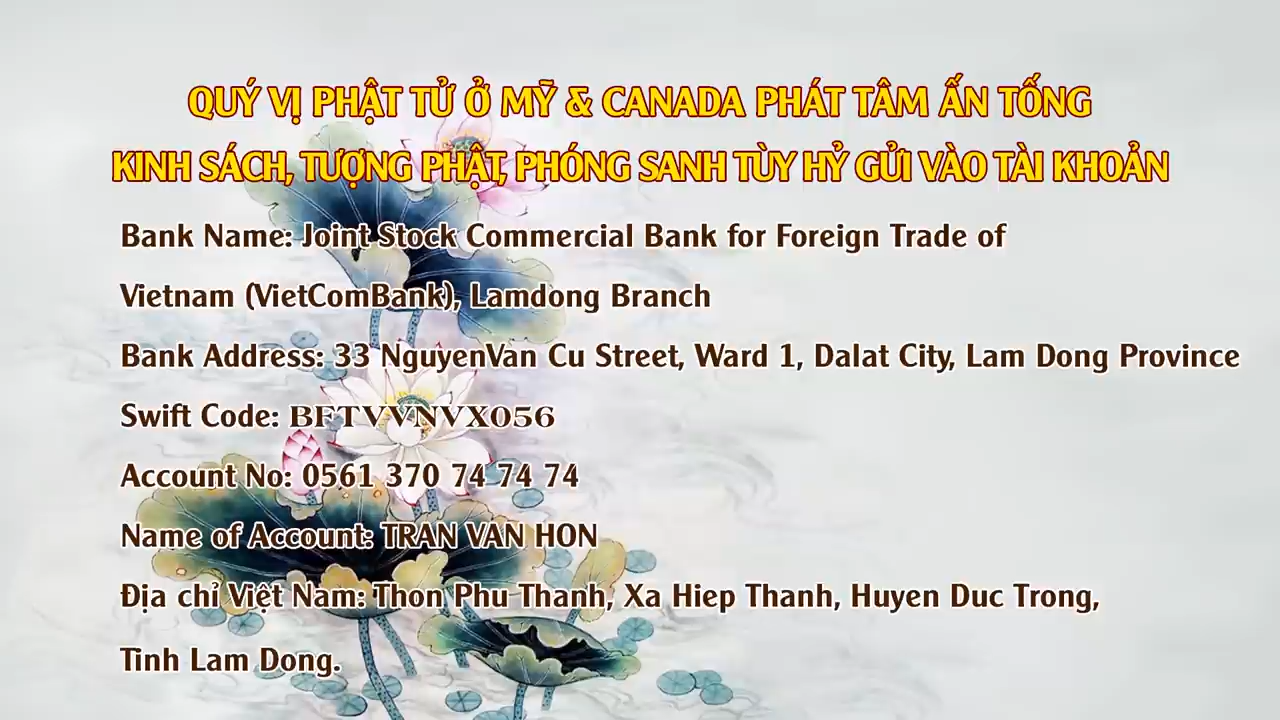 QUÝ VỊ PHẬT TỬ Ở MỸ & CANADA PHÁT TÂM ẤN TỐNG
KINH SÁCH, TƯỢNG PHẬT, PHÓNG SANH TÙY HỶ GỬI VÀO TÀI KHOẢN
Bank Name: Joint Stock Commercial Bank for Foreign Trade of
Vietnam (VietComBank), Lamdong Branch
Bank Address: 33 NguyenVan Cu Street, Ward 1, Dalat City, Lam Dong Province
Swift Code: BFTVVNVX056
Account No: 0561 370 74 74 74
Name of Account: TRAN VAN HON
Địa chỉ Việt Nam: Thon Phu Thanh, Xa Hiep Thanh, Huyen Duc Trong,
Tinh Lam Dong.